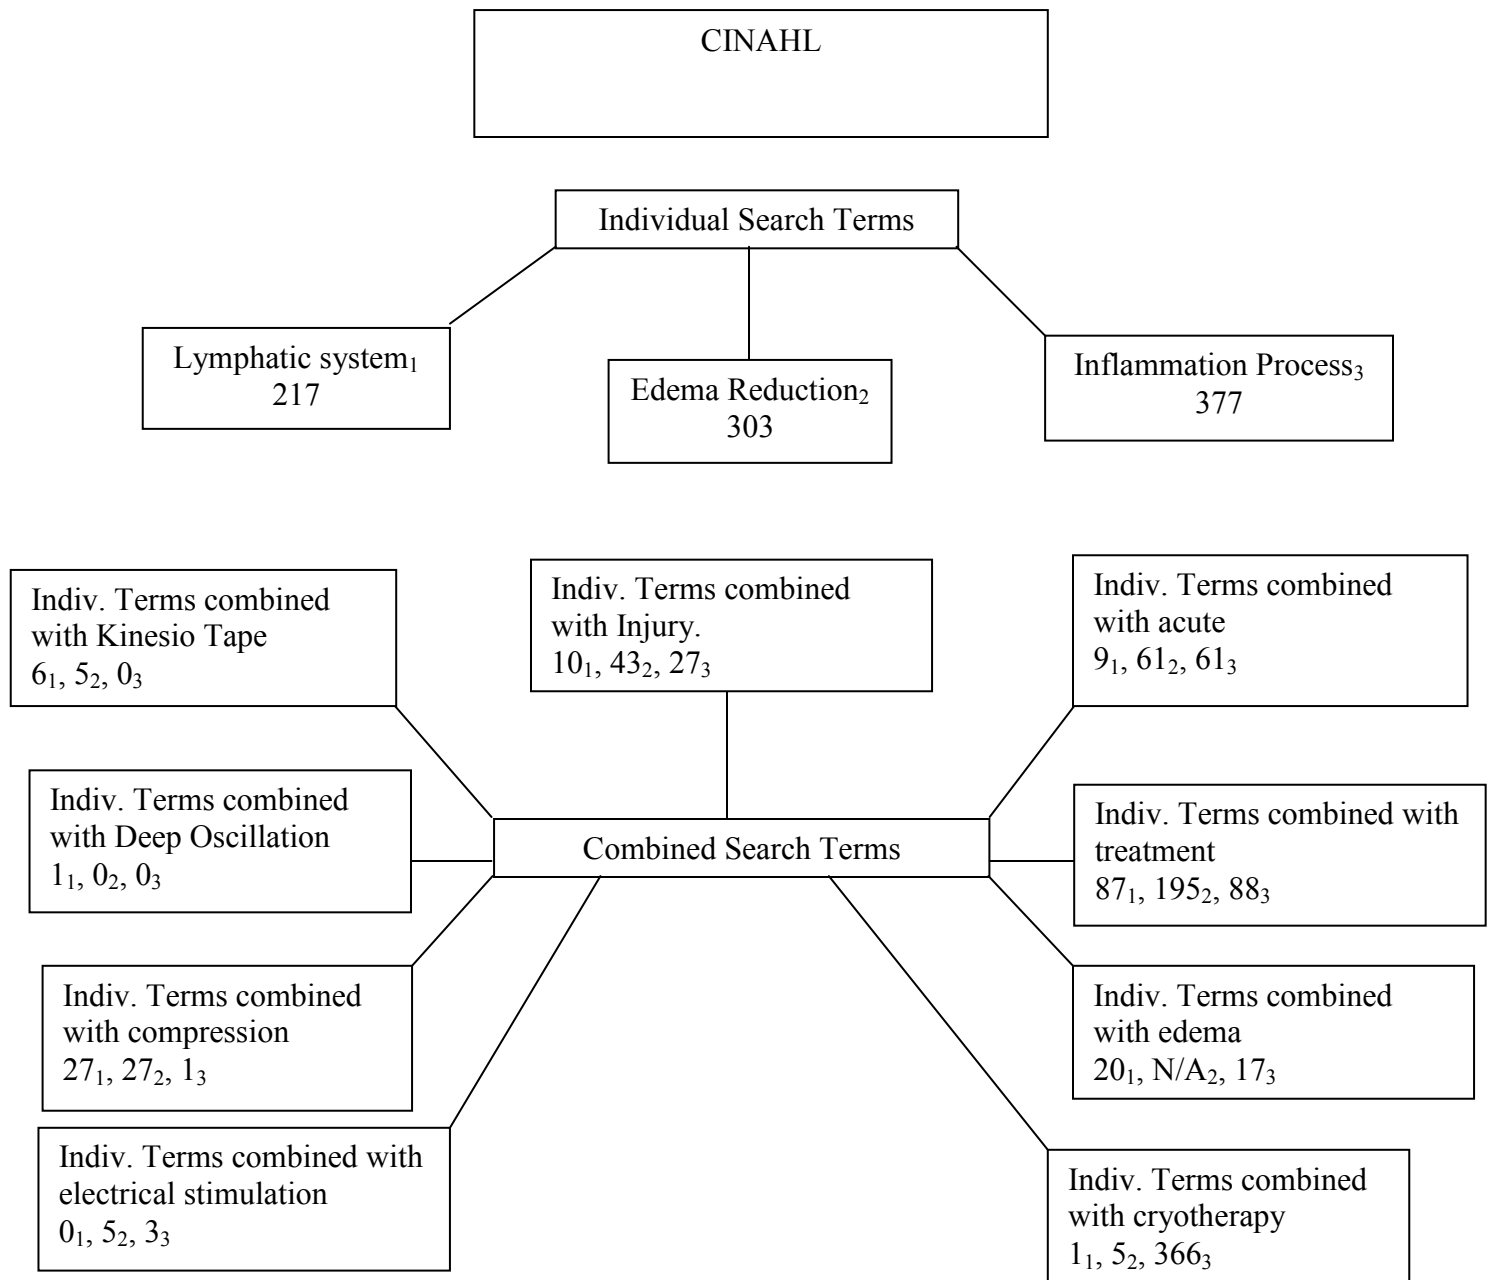 CINAHL
Individual Search Terms
Lymphatic system₁
217
Edema Reduction₂
303
Inflammation Process₃
377
Indiv. Terms combined
with Kinesio Tape
6₁, 5₂, 0₃
Indiv. Terms combined
with Injury.
10₁, 43₂, 27₃
Indiv. Terms combined
with acute
9₁, 61₂, 61₃
Indiv. Terms combined
with Deep Oscillation
1₁, 0₂, 0₃
Combined Search Terms
Indiv. Terms combined with
treatment
87₁, 195₂, 88₃
Indiv. Terms combined
with compression
27₁, 27₂, 1₃
Indiv. Terms combined
with edema
20₁, N/A₂, 17₃
Indiv. Terms combined with
electrical stimulation
0₁, 5₂, 3₃
Indiv. Terms combined
with cryotherapy
1₁, 5₂, 366₃